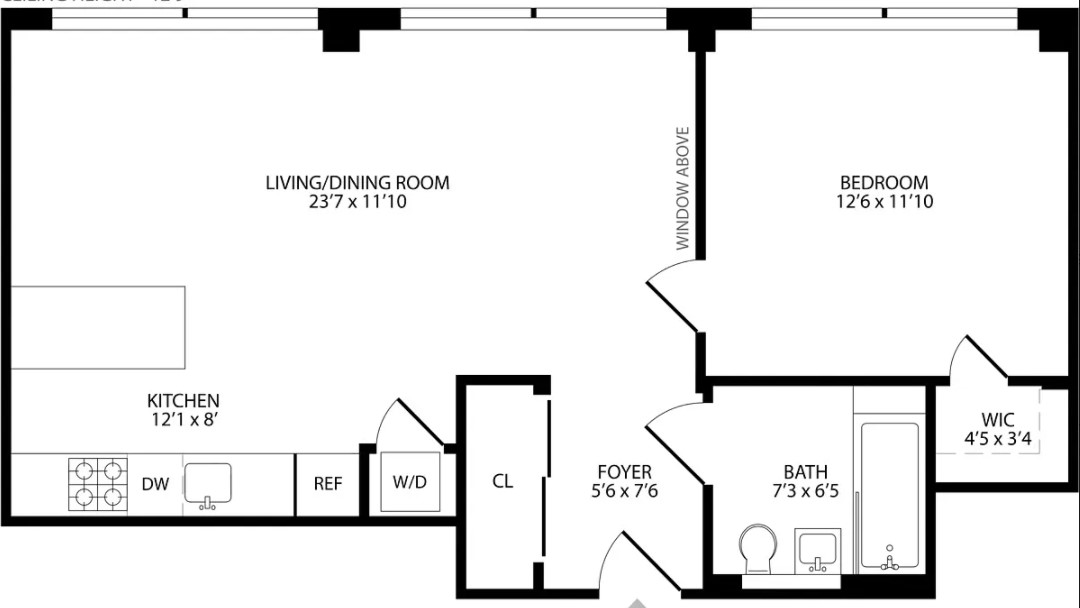 LIVING/DINING ROOM
23'7 x 11'10
WINDOW ABOVE
BEDROOM
12'6 x 11'10
KITCHEN
12'1 x 8'
DW
REF
W/D
CL
FOYER
5'6 x 7'6
BATH
7'3 x 6'5
WIC
4'5 x 3'4